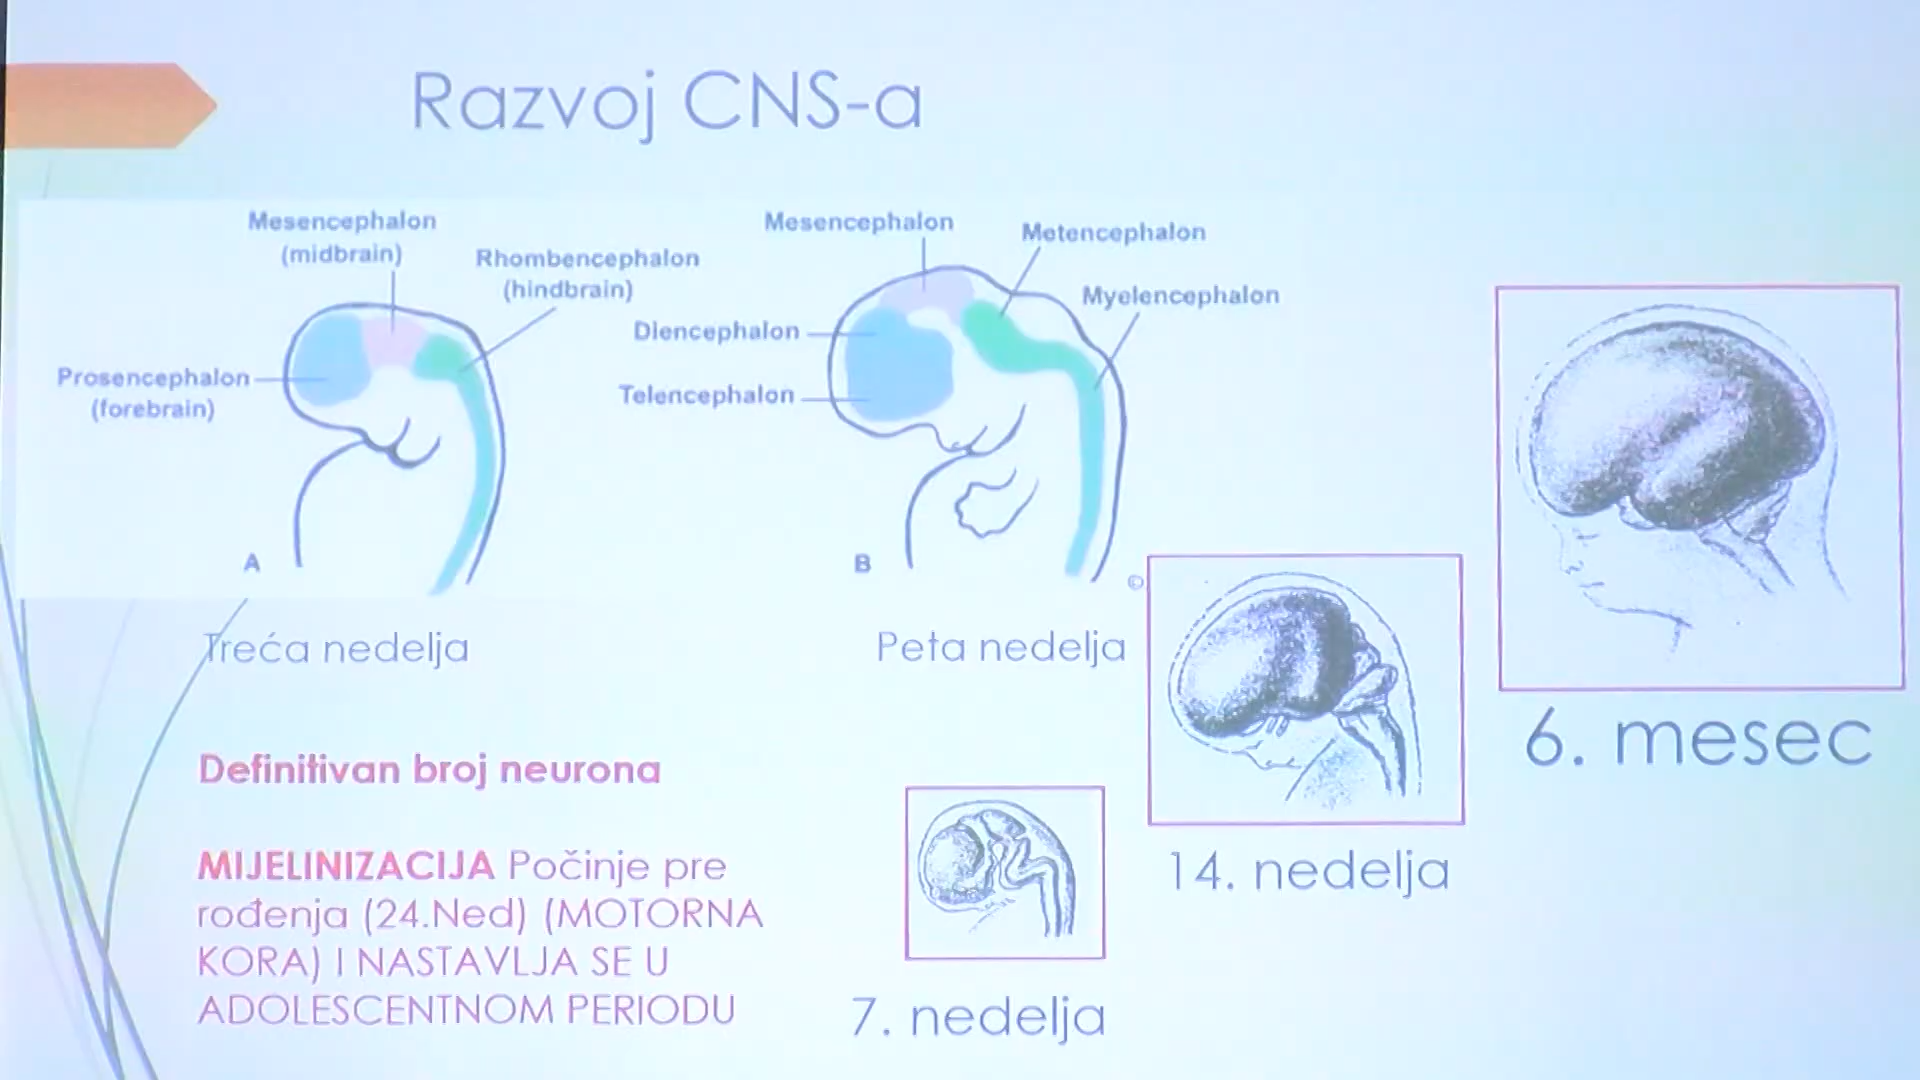 Razvoj CNS-a
Mesencephalon
(midbrain)
Rhombencephalon
(hindbrain)
Prosencephalon
(forebrain)
A
Mesencephalon
Metencephalon
Myelencephalon
Diencephalon
Telencephalon
B
©
Treća nedelja
Peta nedelja
6. mesec
Definitivan broj neurona
14. nedelja
MIJELINIZACIJA Počinje pre
rođenja (24.Ned) (MOTORNA
KORA) I NASTAVLJA SE U
ADOLESCENTNOM PERIODU
7. nedelja